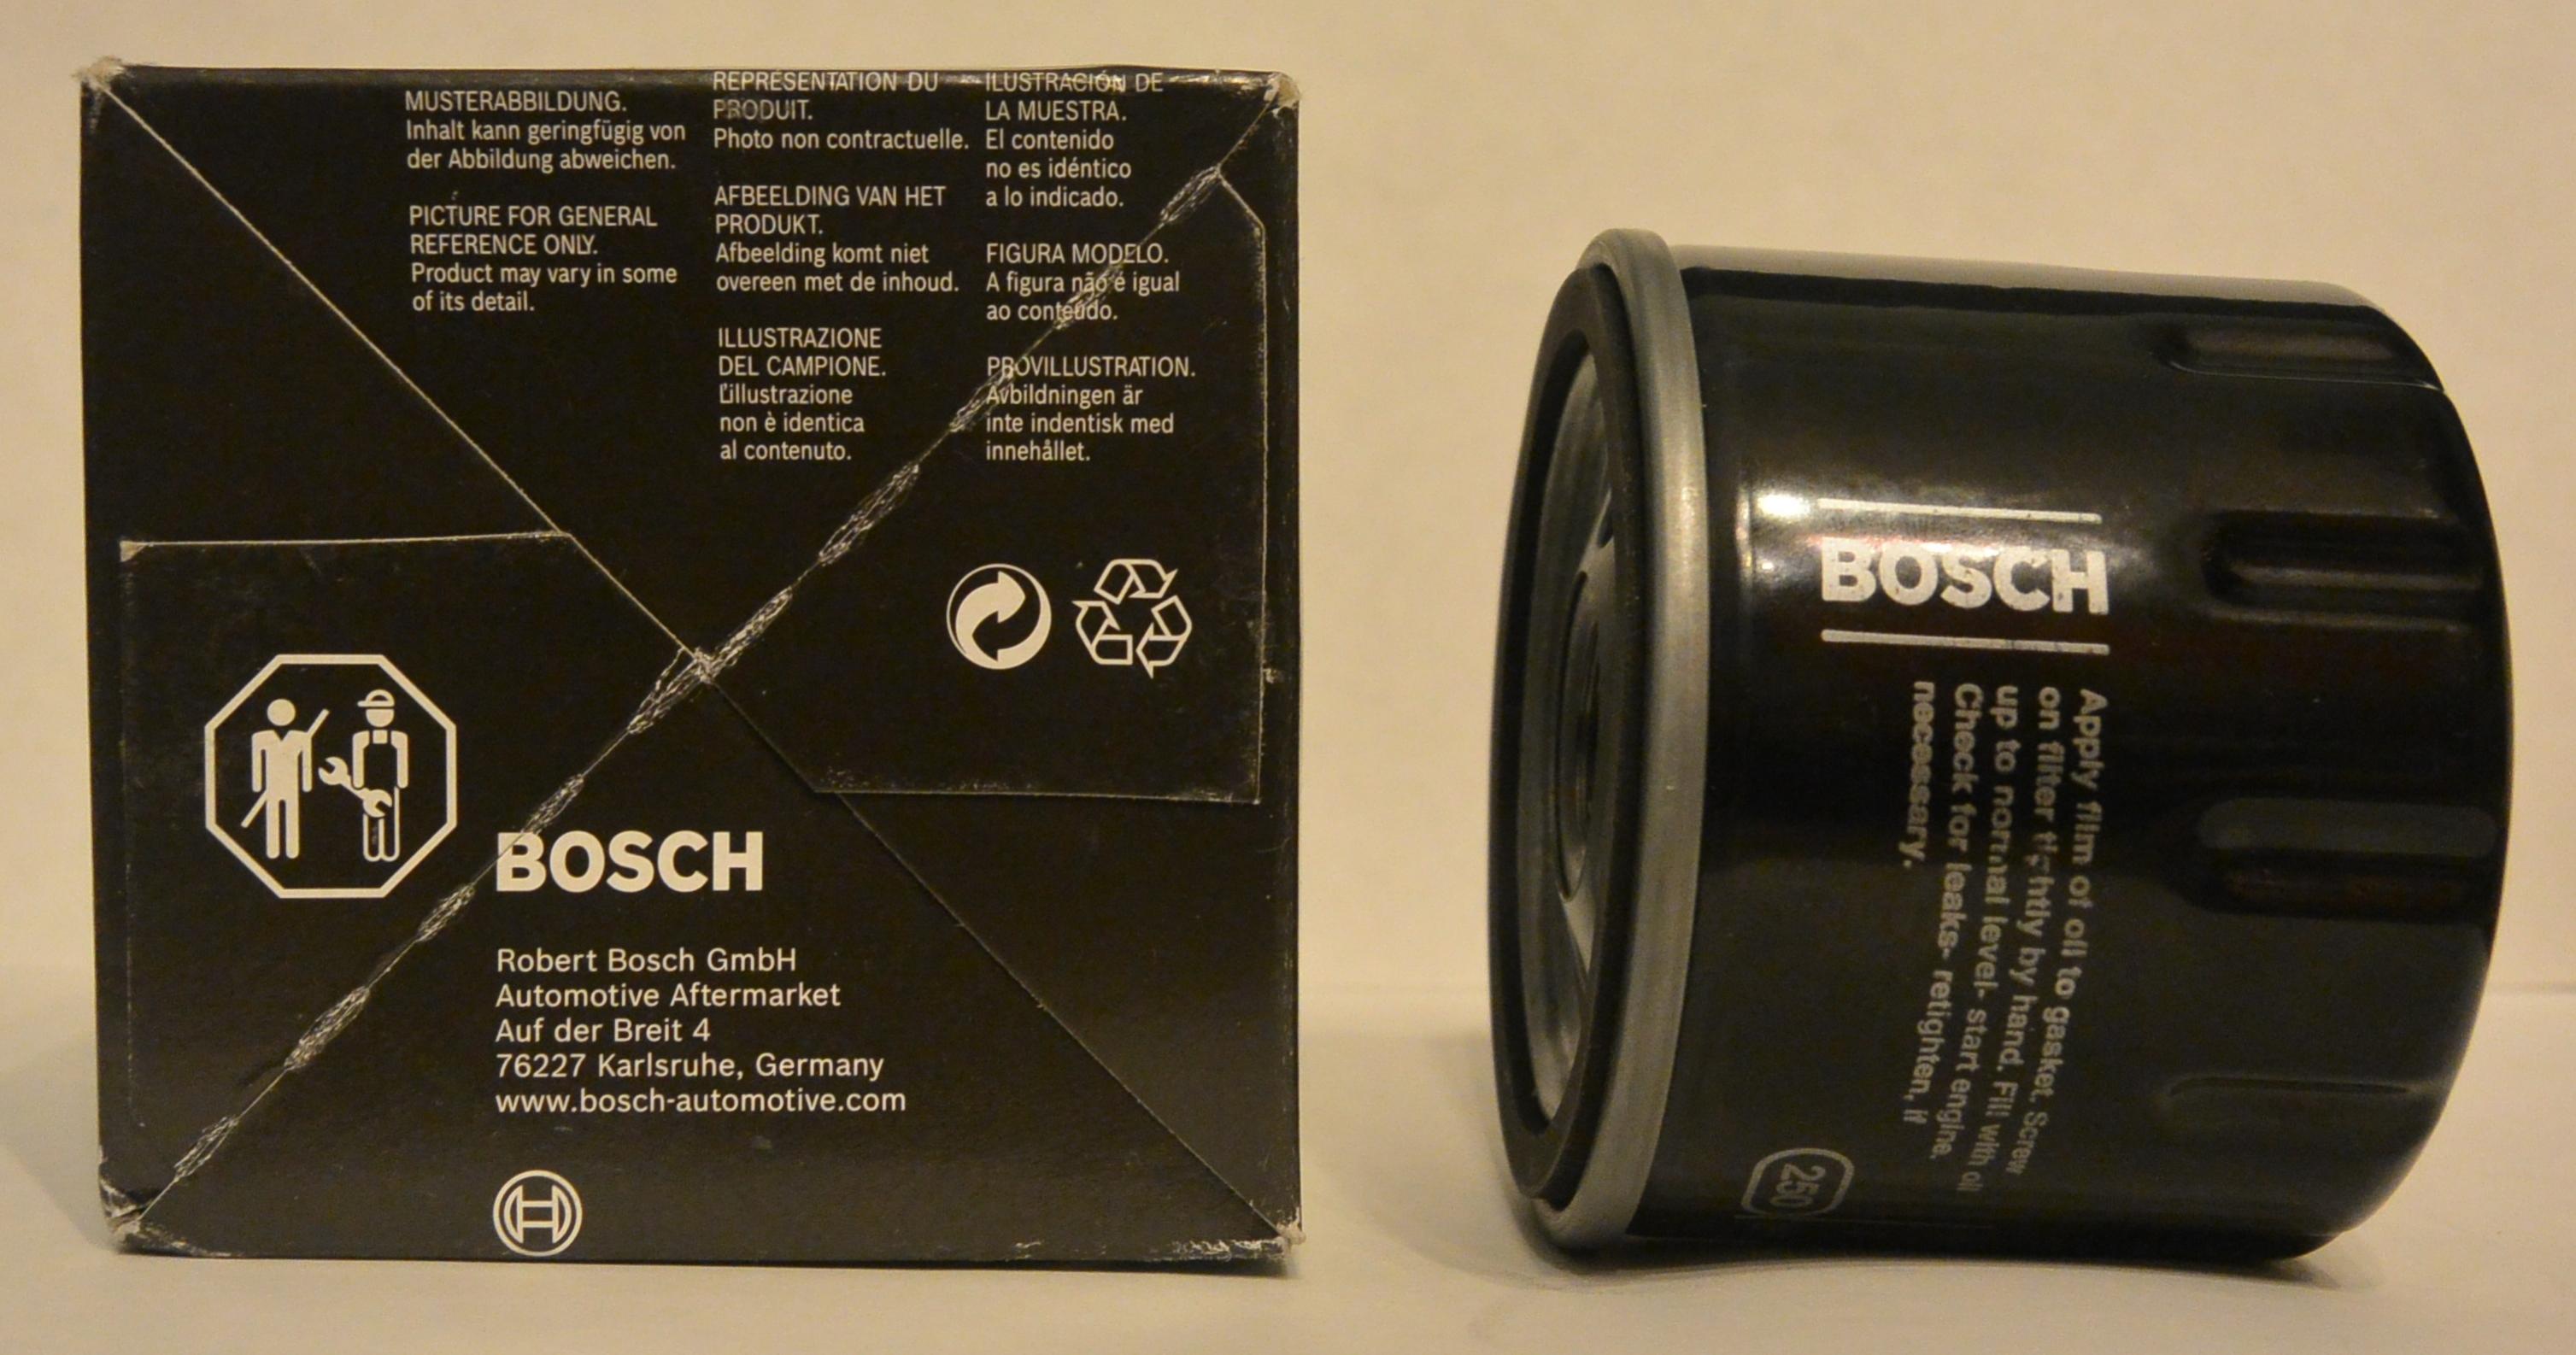 MUSTERABBILDUNG.
Inhalt kann geringfügig von
der Abbildung abweichen.
PICTURE FOR GENERAL
REFERENCE ONLY.
Product may vary in some
of its detail.
REPRÉSENTATION DU
PRODUIT.
Photo non contractuelle.
AFBEELDING VAN HET
PRODUKT.
Afbeelding komt niet
overeen met de inhoud.
ILLUSTRAZIONE
DEL CAMPIONE.
L'illustrazione
non è identica
al contenuto.
ILUSTRACIÓN DE
LA MUESTRA.
El contenido
no es idéntico
a lo indicado.
FIGURA MODELO.
A figura não é igual
ao conteúdo.
PROVILLUSTRATION.
Avbildningen är
inte indentisk med
innehållet.
BOSCH
Robert Bosch GmbH
Automotive Aftermarket
Auf der Breit 4
76227 Karlsruhe, Germany
www.bosch-automotive.com
BOSCH
Apply film of oil to gasket. Screw
on filter tightly by hand. Fill with oil
up to normal level- start engine.
Check for leaks- retighten, if
necessary.
250